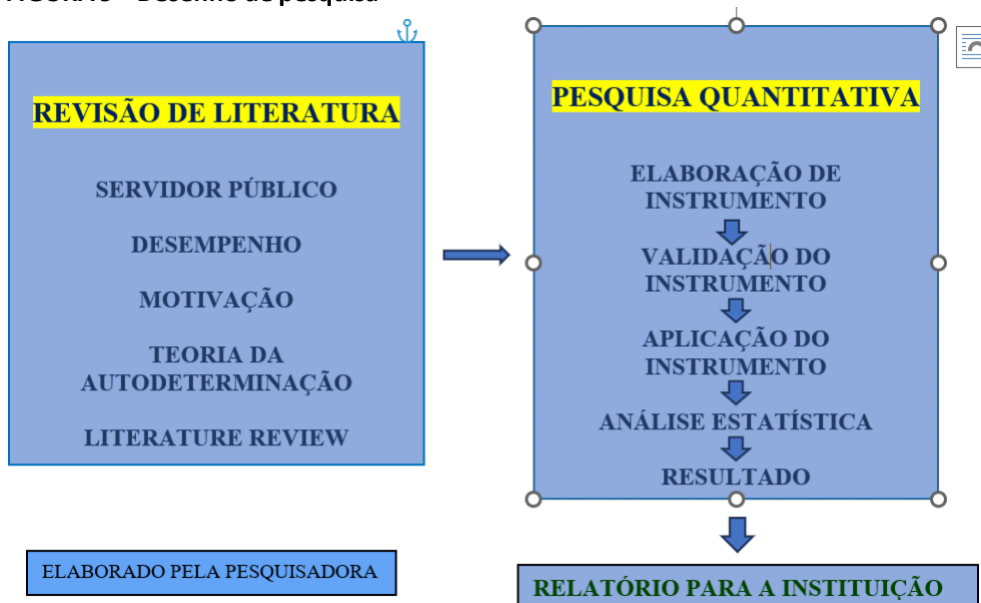 REVISÃO DE LITERATURA
SERVIDOR PÚBLICO
DESEMPENHO
MOTIVAÇÃO
TEORIA DA
AUTODETERMINAÇÃO
LITERATURE REVIEW
PESQUISA QUANTITATIVA
ELABORAÇÃO DE
INSTRUMENTO
VALIDAÇÃO DO
INSTRUMENTO
APLICAÇÃO DO
INSTRUMENTO
ANÁLISE ESTATÍSTICA
RESULTADO
ELABORADO PELA PESQUISADORA
RELATÓRIO PARA A INSTITUIÇÃO